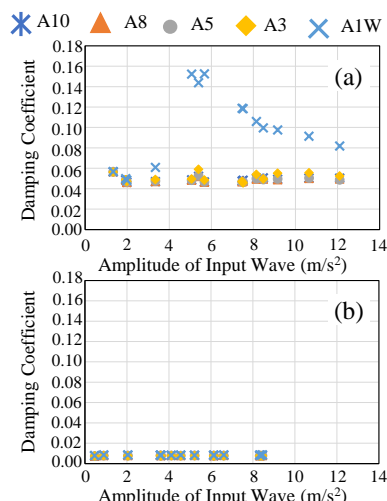 A10 A8 A5 A3 A1W
0.18
(a)
0.16
0.14
0.12
0.10
0.08
0.06
0.04
0.02
0.00
Damping Coefficient
0 2 4 6 8 10 12 14
Amplitude of Input Wave (m/s²)
0.18
(b)
0.16
0.14
0.12
0.10
0.08
0.06
0.04
0.02
0.00
Damping Coefficient
0 2 4 6 8 10 12 14
Amplitude of Input Wave (m/s²)